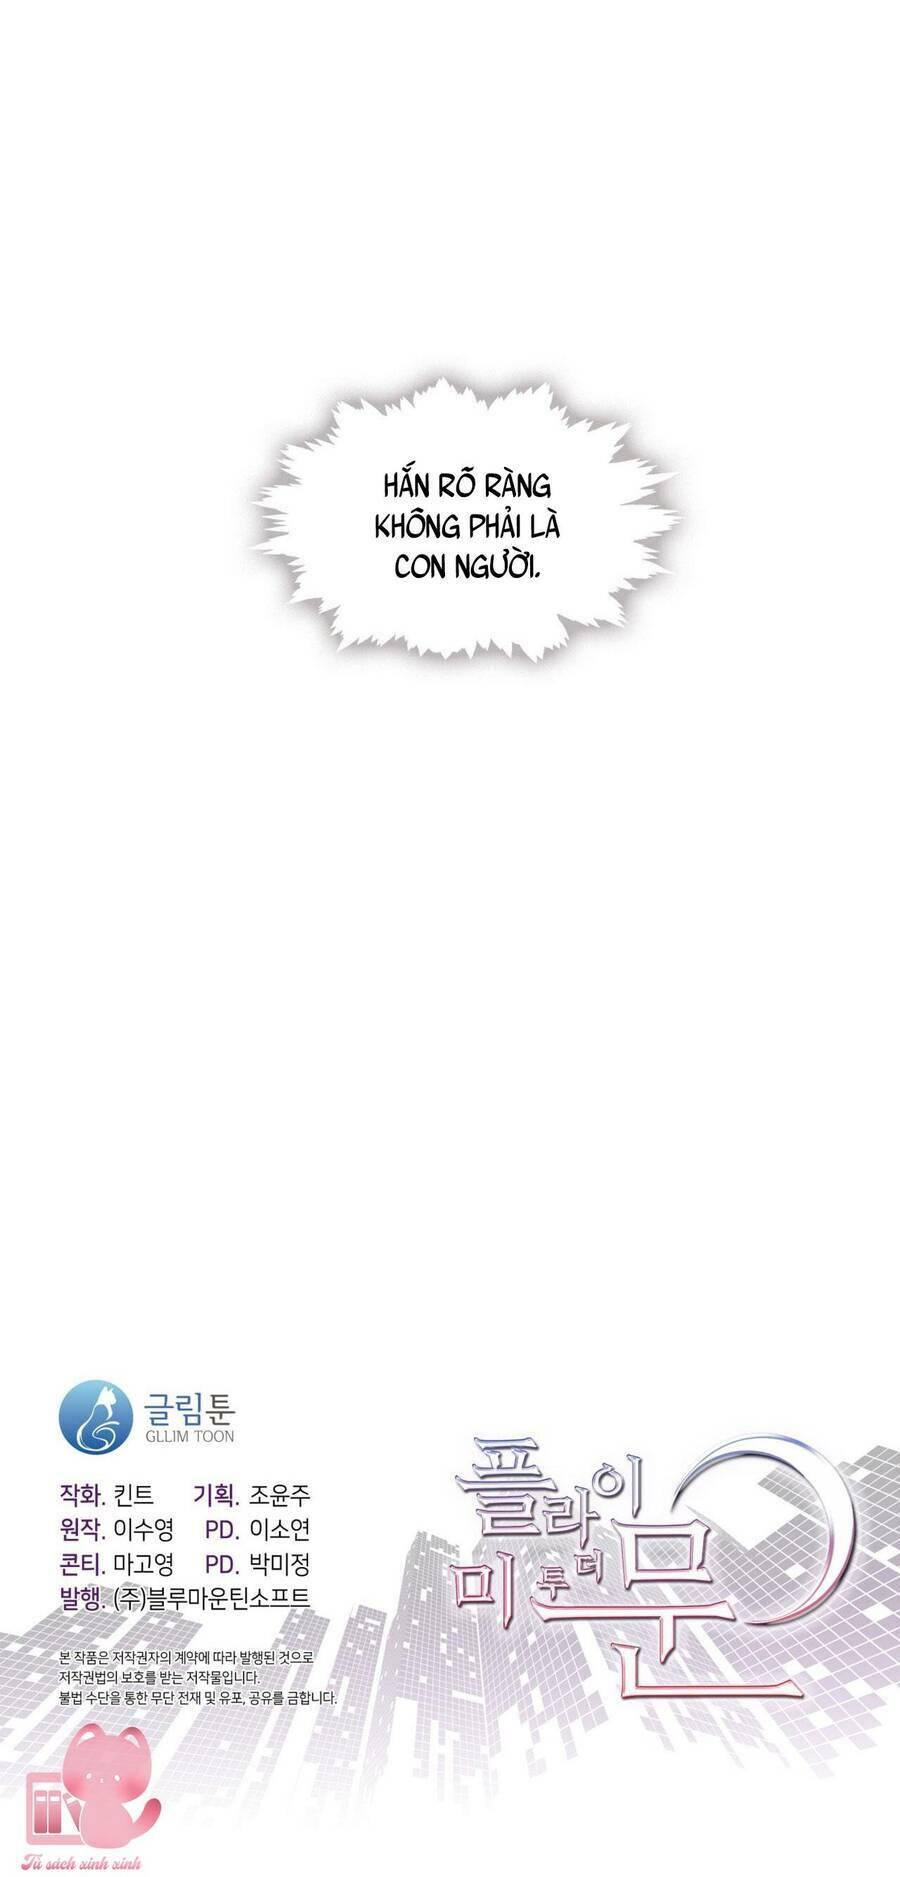 HẮN RÕ RÀNG
KHÔNG PHẢI LÀ
CON NGƯỜI.
글림툰
GLLIM TOON
작화. 킨트 기획. 조윤주
원작. 이수영 PD. 이소연
콘티. 마고영 PD. 박미정
발행. (주)블루마운틴소프트
본 작품은 저작권자의 계약에 따라 발행된 것으로
저작권법의 보호를 받는 저작물입니다.
불법 수단을 통한 무단 전재 및 유포, 공유를 금합니다.
플라이
미 투 더 문
Tủ sách xinh xinh